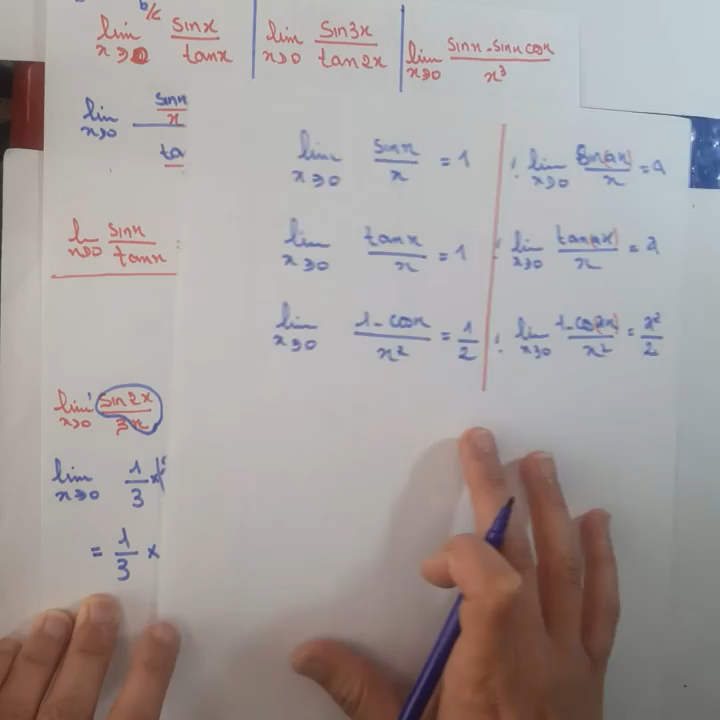 b/c
lim x→0 sinx/tanx | lim x→0 sin3x/tan2x | lim x→0 sinx-sinxcosx/x³
lim x→0 sinx/x
ta
lim x→0 sinx/tanx
lim x→0 sinx/x = 1 | lim x→0 sin(ax)/x = a
lim x→0 tanx/x = 1 | lim x→0 tan(ax)/x = a
lim x→0 1-cosx/x² = 1/2 | lim x→0 1-cos(ax)/x² = a²/2
lim x→0 sin2x/3x
lim x→0 1/3 ×
= 1/3 ×